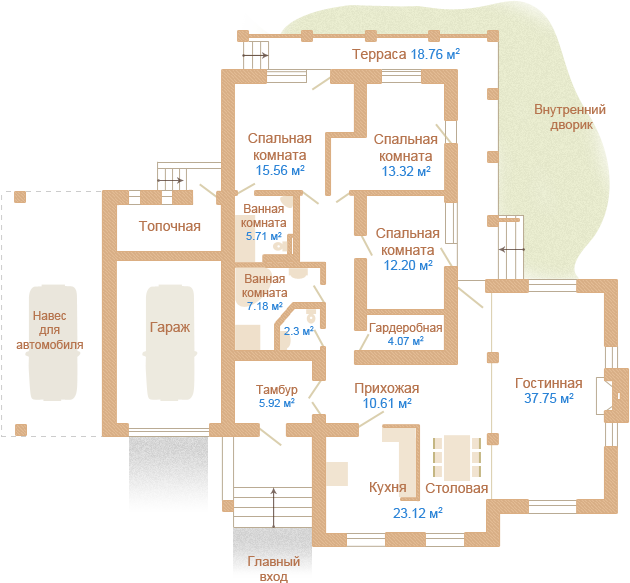 Терраса 18.76 м²
Внутренний
дворик
Спальная
комната
15.56 м²
Спальная
комната
13.32 м²
Ванная
комната
5.71 м²
Топочная
Спальная
комната
12.20 м²
Ванная
комната
7.18 м²
2.3 м²
Навес
для
автомобиля
Гараж
Гардеробная
4.07 м²
Тамбур
5.92 м²
Прихожая
10.61 м²
Гостинная
37.75 м²
Кухня
Столовая
23.12 м²
Главный
вход